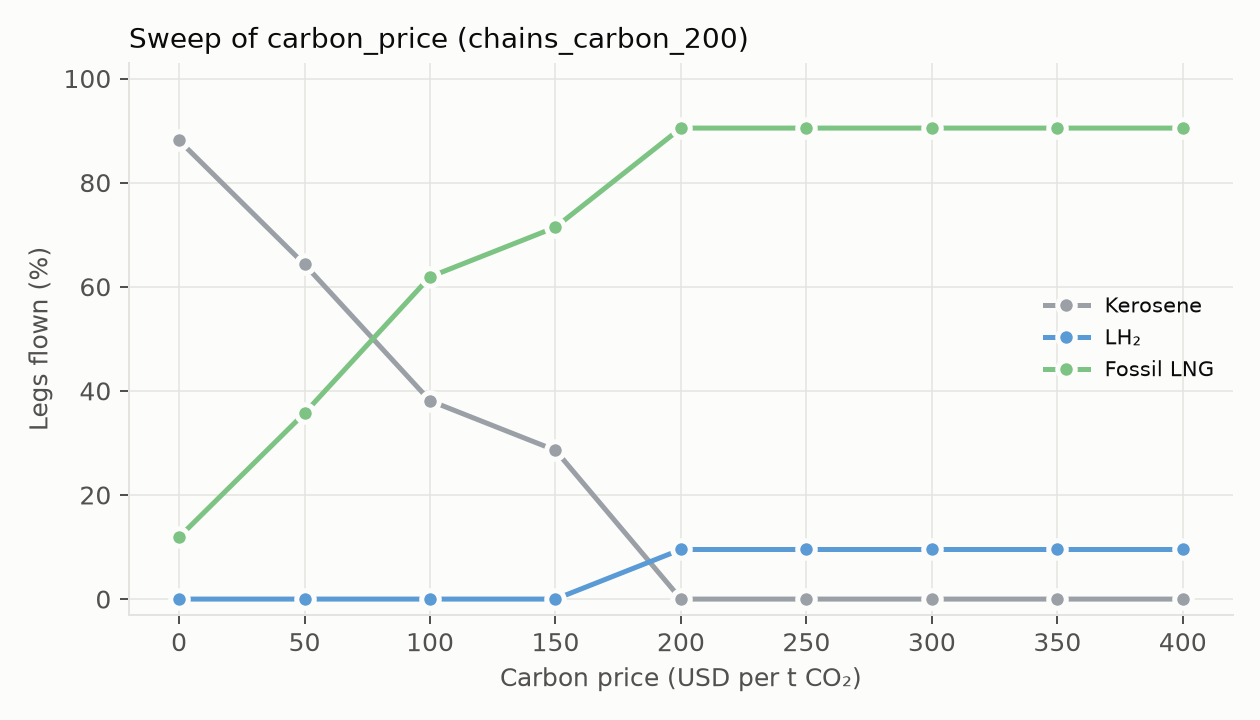 Sweep of carbon_price (chains_carbon_200)
100
80
60
40
20
0
Legs flown (%)
Kerosene
LH₂
Fossil LNG
0 50 100 150 200 250 300 350 400
Carbon price (USD per t CO₂)